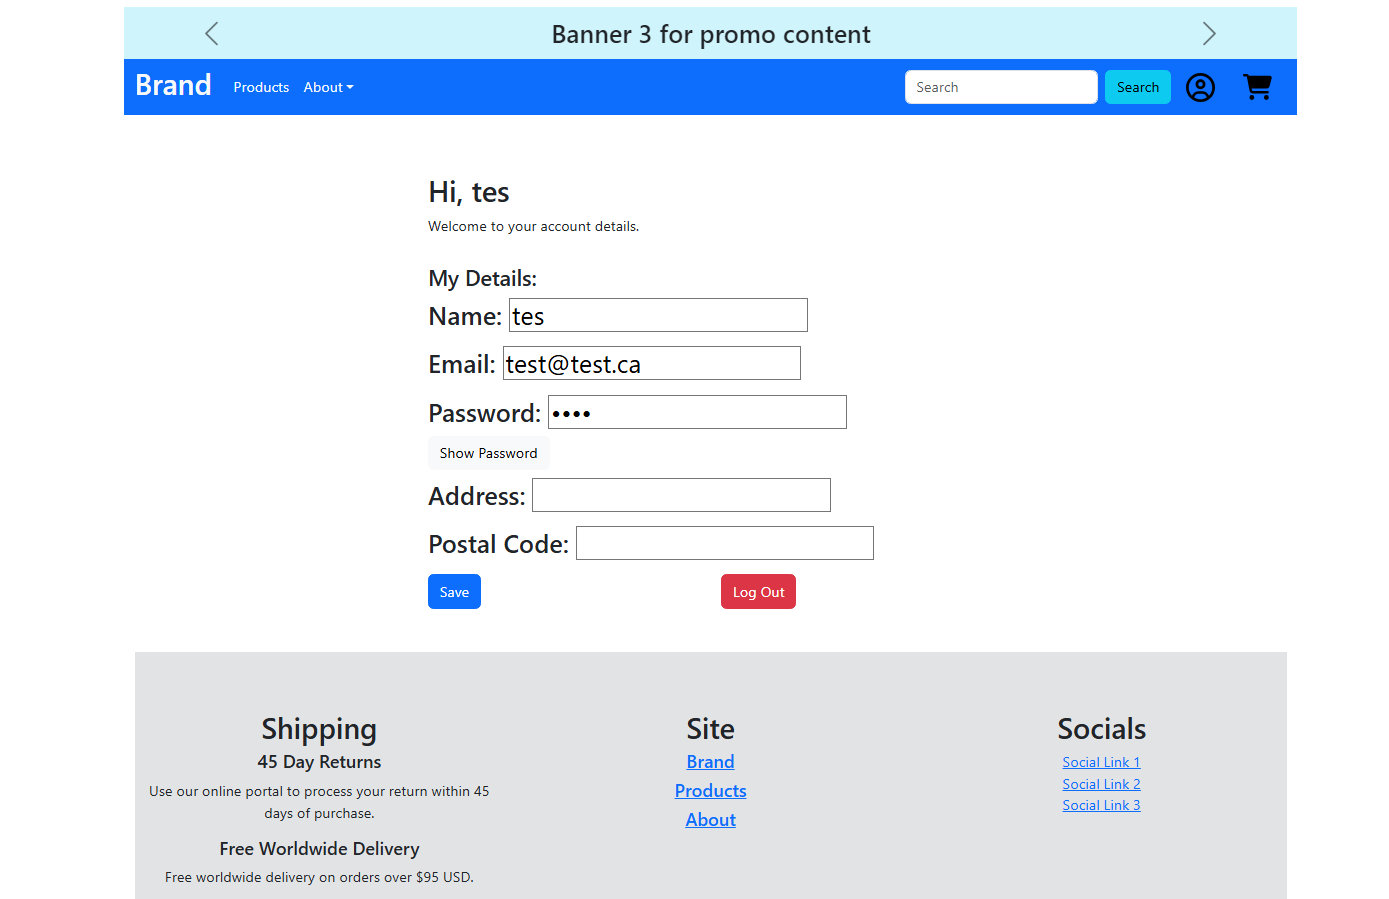 Banner 3 for promo content
Brand Products About Search Search
Hi, tes
Welcome to your account details.
My Details:
Name: tes
Email: test@test.ca
Password: ••••
Show Password
Address:
Postal Code:
Save Log Out
Shipping
45 Day Returns
Use our online portal to process your return within 45
days of purchase.
Free Worldwide Delivery
Free worldwide delivery on orders over $95 USD.
Site
Brand
Products
About
Socials
Social Link 1
Social Link 2
Social Link 3